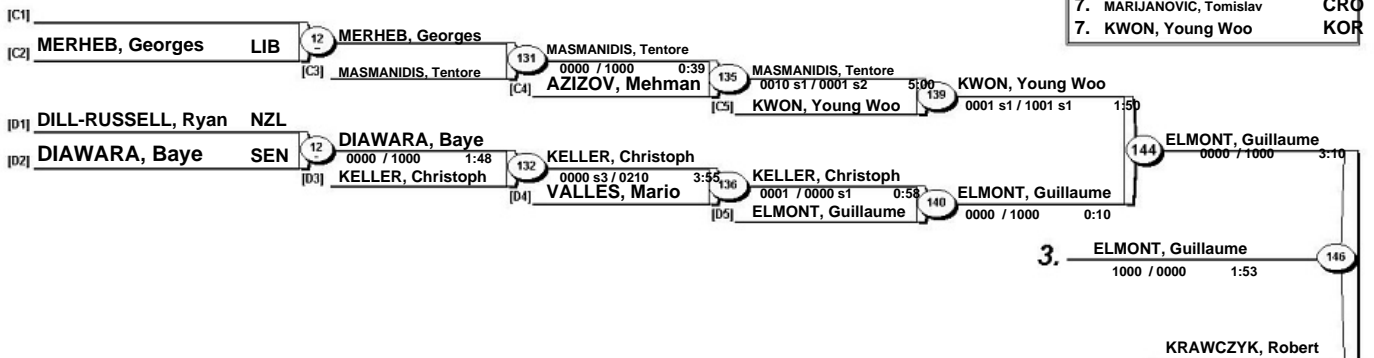 7. MARIJANOVIC, Tomislav CRO
7. KWON, Young Woo KOR
[C1]
[C2] MERHEB, Georges LIB
12
MERHEB, Georges
[C3] MASMANIDIS, Tentore
131
MASMANIDIS, Tentore
0000 / 1000 0:39
[C4] AZIZOV, Mehman
135
MASMANIDIS, Tentore
0010 s1 / 0001 s2 5:00
[C5] KWON, Young Woo
139
KWON, Young Woo
0001 s1 / 1001 s1 1:50
[D1] DILL-RUSSELL, Ryan NZL
[D2] DIAWARA, Baye SEN
12
DIAWARA, Baye
0000 / 1000 1:48
[D3] KELLER, Christoph
132
KELLER, Christoph
0000 s3 / 0210 3:55
[D4] VALLES, Mario
136
KELLER, Christoph
0001 / 0000 s1 0:58
[D5] ELMONT, Guillaume
140
ELMONT, Guillaume
0000 / 1000 0:10
144
ELMONT, Guillaume
0000 / 1000 3:10
3. ELMONT, Guillaume
1000 / 0000 1:53
146
KRAWCZYK, Robert